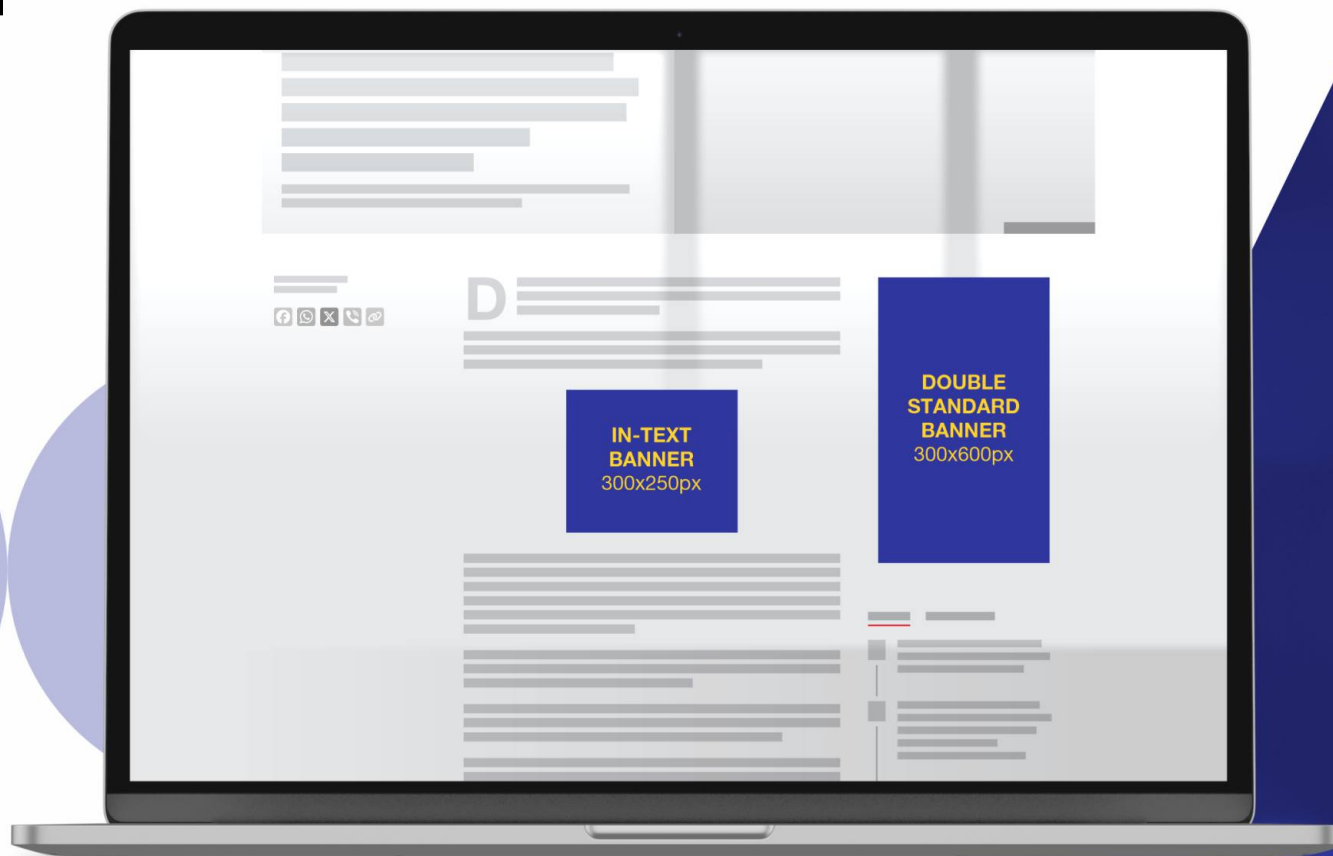 D
IN-TEXT
BANNER
300x250px
DOUBLE
STANDARD
BANNER
300x600px